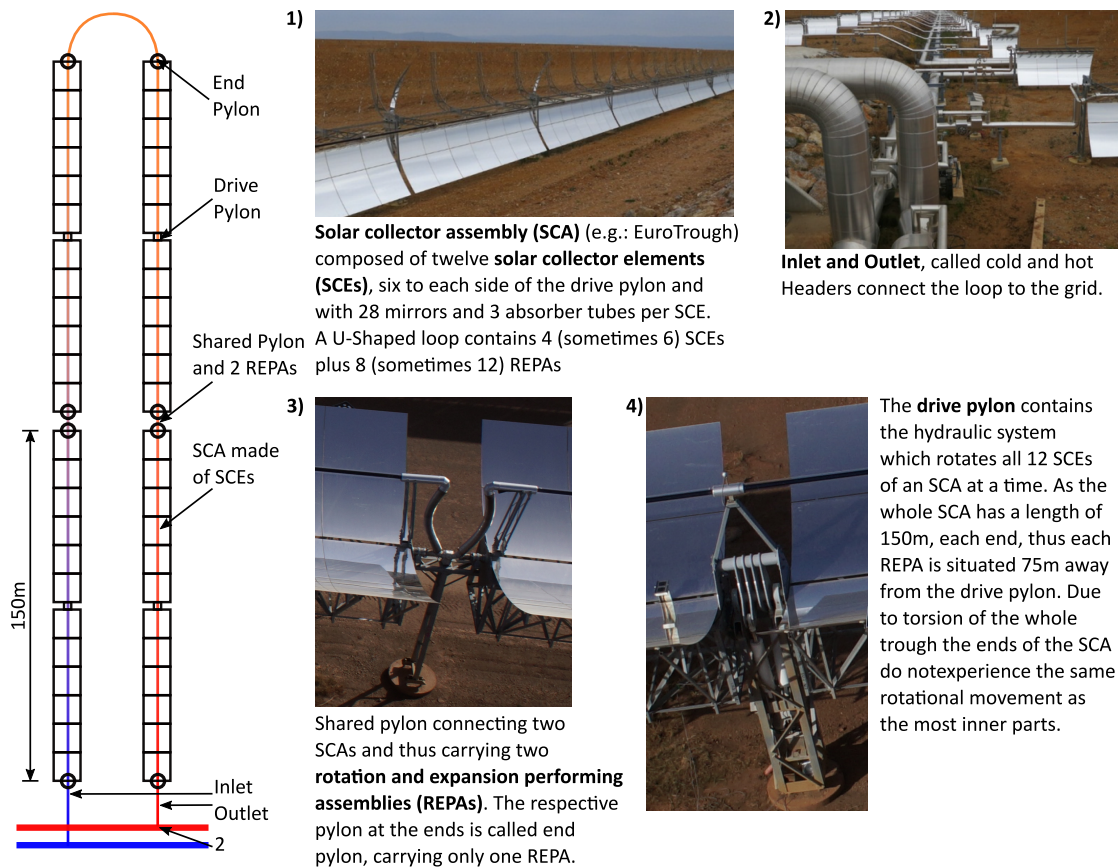 End
Pylon
Drive
Pylon
Shared Pylon
and 2 REPAs
SCA made
of SCEs
150m
Inlet
Outlet
2
1)
Solar collector assembly (SCA) (e.g.: EuroTrough)
composed of twelve solar collector elements
(SCEs), six to each side of the drive pylon and
with 28 mirrors and 3 absorber tubes per SCE.
A U-Shaped loop contains 4 (sometimes 6) SCEs
plus 8 (sometimes 12) REPAs
2)
Inlet and Outlet, called cold and hot
Headers connect the loop to the grid.
3)
Shared pylon connecting two
SCAs and thus carrying two
rotation and expansion performing
assemblies (REPAs). The respective
pylon at the ends is called end
pylon, carrying only one REPA.
4)
The drive pylon contains
the hydraulic system
which rotates all 12 SCEs
of an SCA at a time. As the
whole SCA has a length of
150m, each end, thus each
REPA is situated 75m away
from the drive pylon. Due
to torsion of the whole
trough the ends of the SCA
do notexperience the same
rotational movement as
the most inner parts.